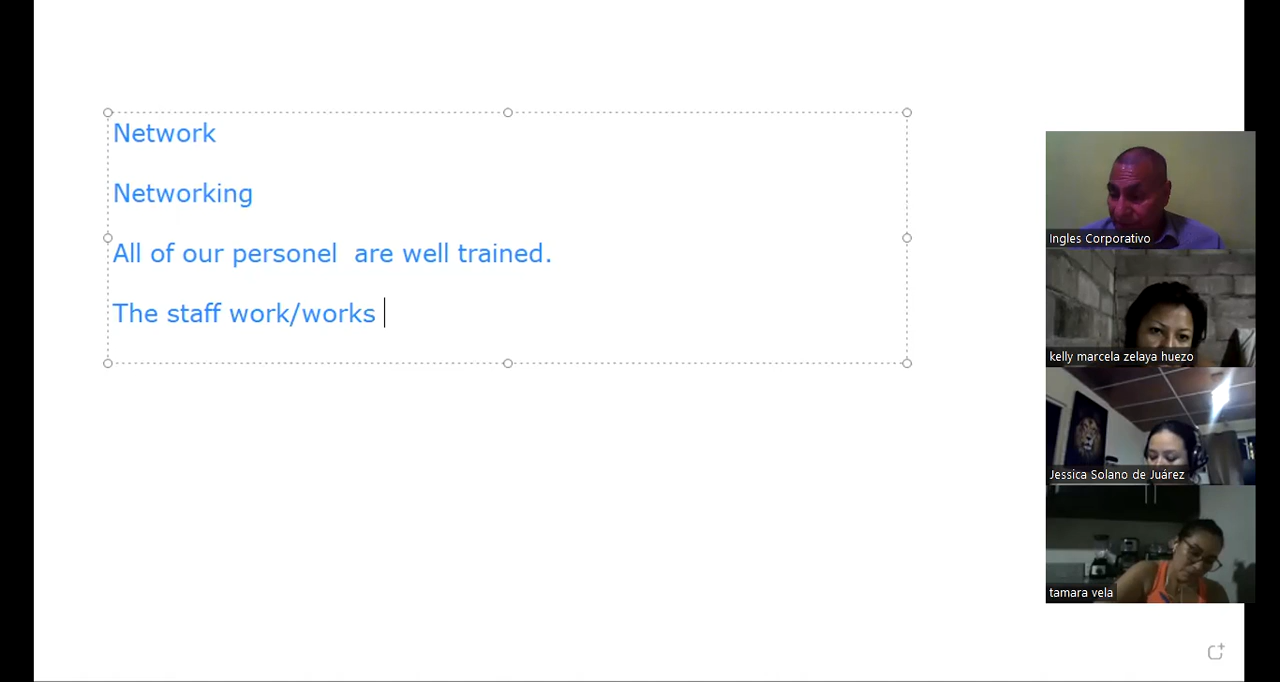 Network
Networking
All of our personel  are well trained.
The staff work/works
Ingles Corporativo
kelly marcela zelaya huezo
Jessica Solano de Juárez
tamara vela